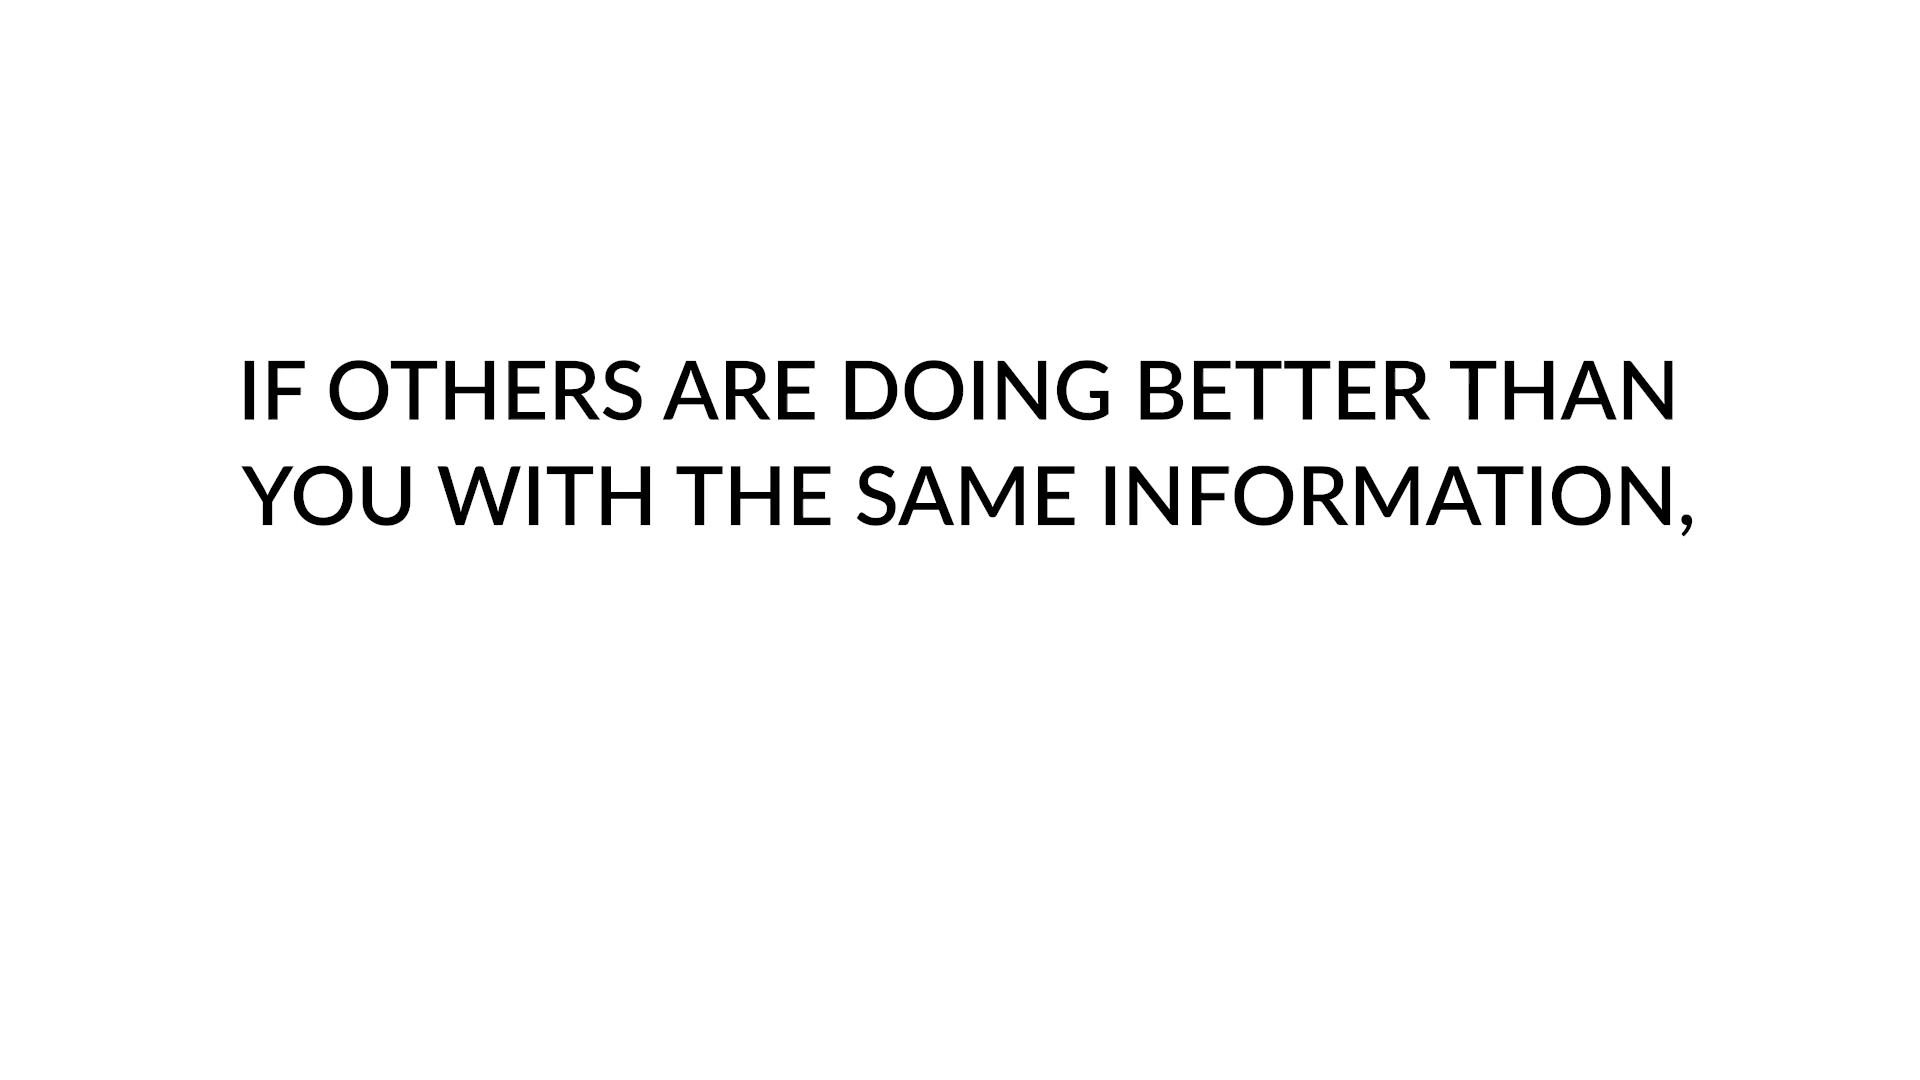 IF OTHERS ARE DOING BETTER THAN
YOU WITH THE SAME INFORMATION,